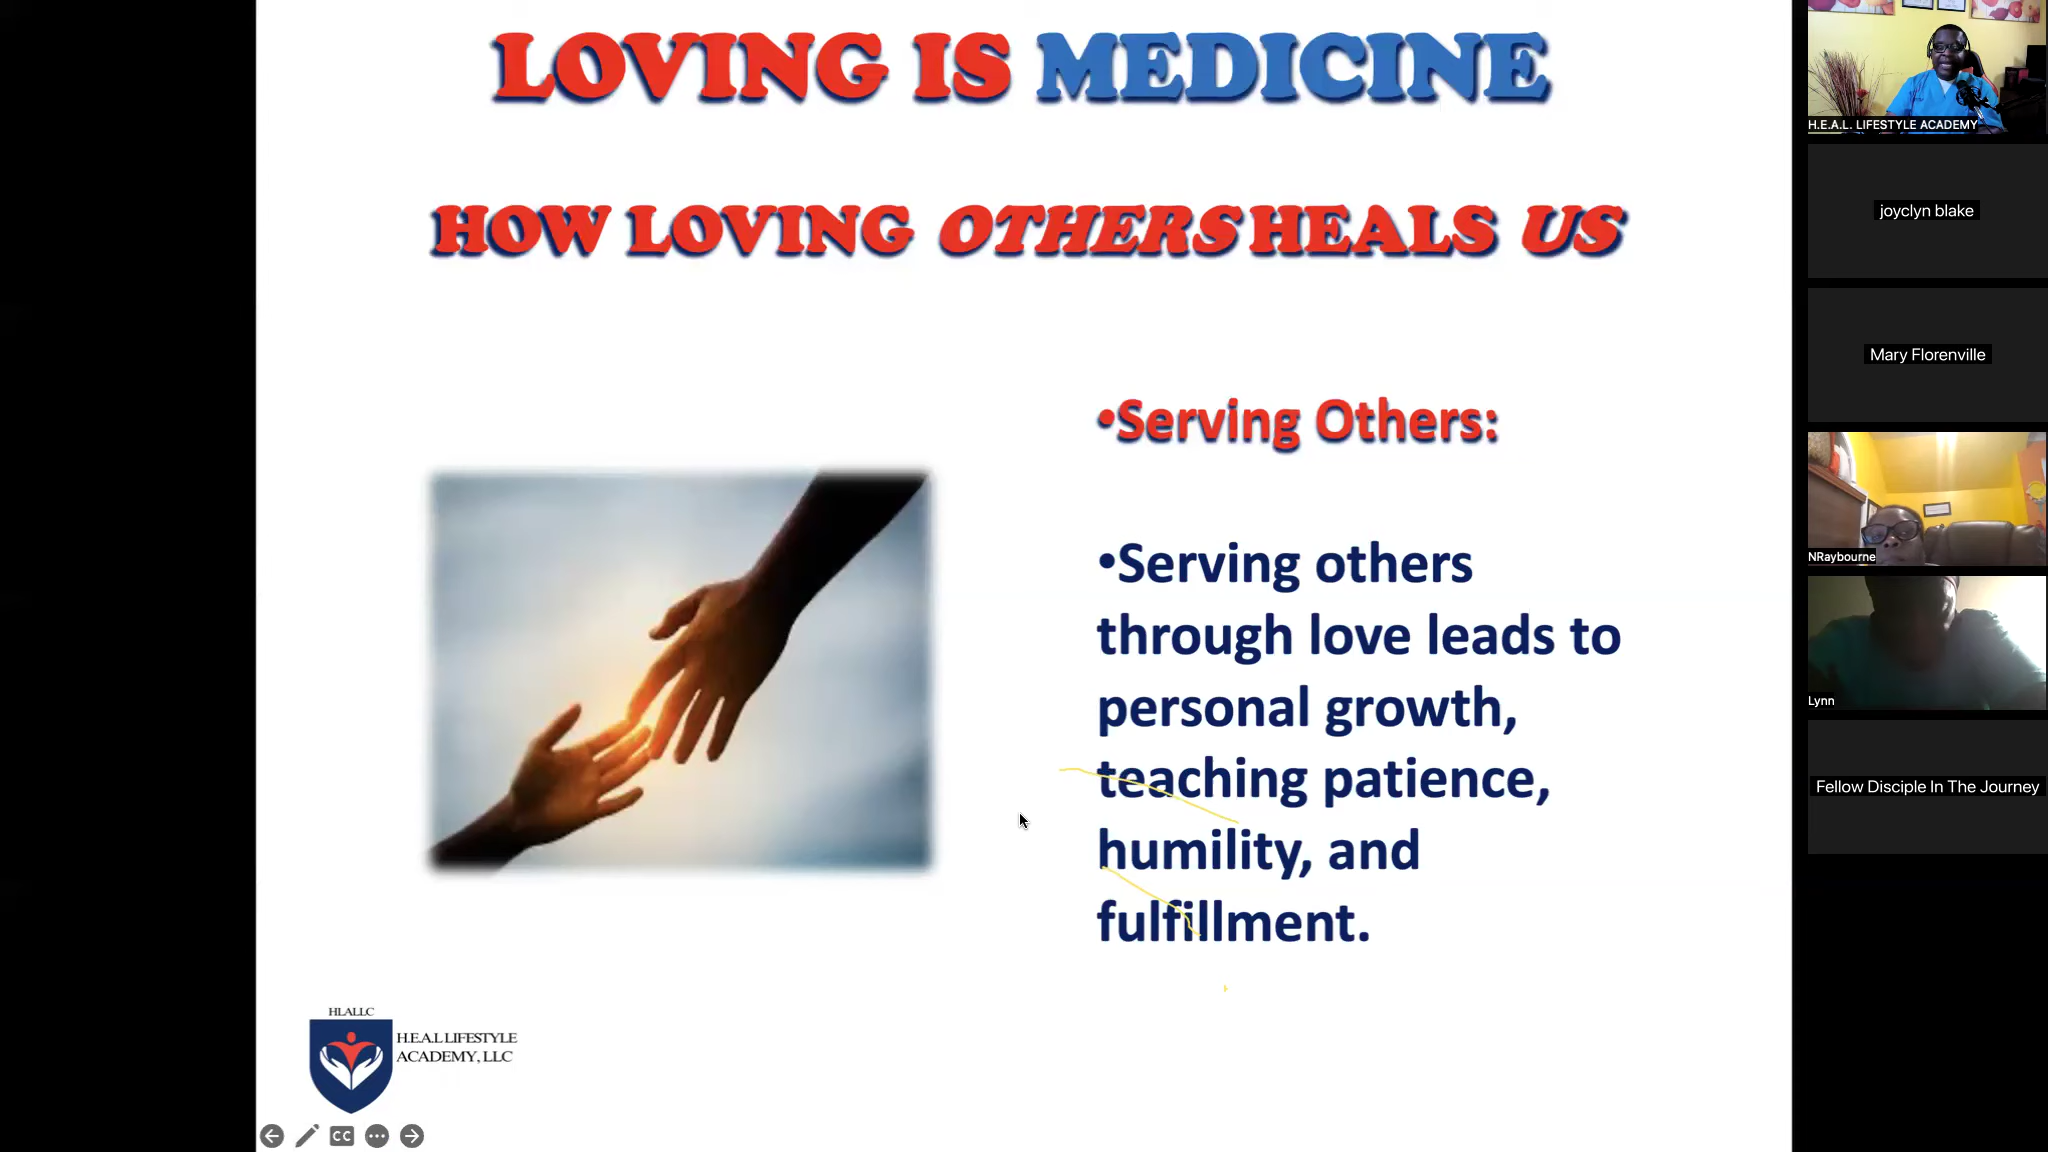 LOVING IS MEDICINE
HOW LOVING OTHERS HEALS US
•Serving Others:
•Serving others
through love leads to
personal growth,
teaching patience,
humility, and
fulfillment.
HLALLC
H.E.A.L LIFESTYLE
ACADEMY, LLC
CC
H.E.A.L. LIFESTYLE ACADEMY
joyclyn blake
Mary Florenville
NRaybourne
Lynn
Fellow Disciple In The Journey